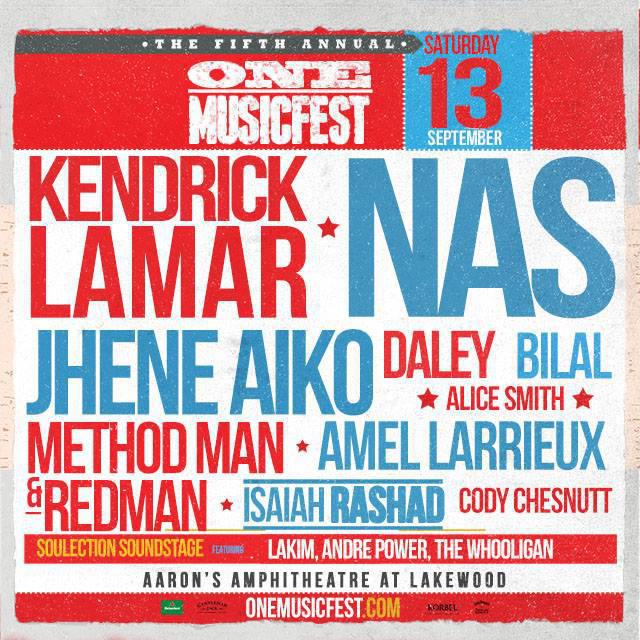 THE FIFTH ANNUAL
ONE
MUSICFEST
SATURDAY
13
SEPTEMBER
KENDRICK
LAMAR
NAS
JHENE AIKO
DALEY
BILAL
ALICE SMITH
METHOD MAN
& REDMAN
AMEL LARRIEUX
ISAIAH RASHAD
CODY CHESNUTT
SOULECTION SOUNDSTAGE FEATURING LAKIM, ANDRE POWER, THE WHOOLIGAN
AARON'S AMPHITHEATRE AT LAKEWOOD
Heineken
ONEMUSICFEST.COM
KORBEL